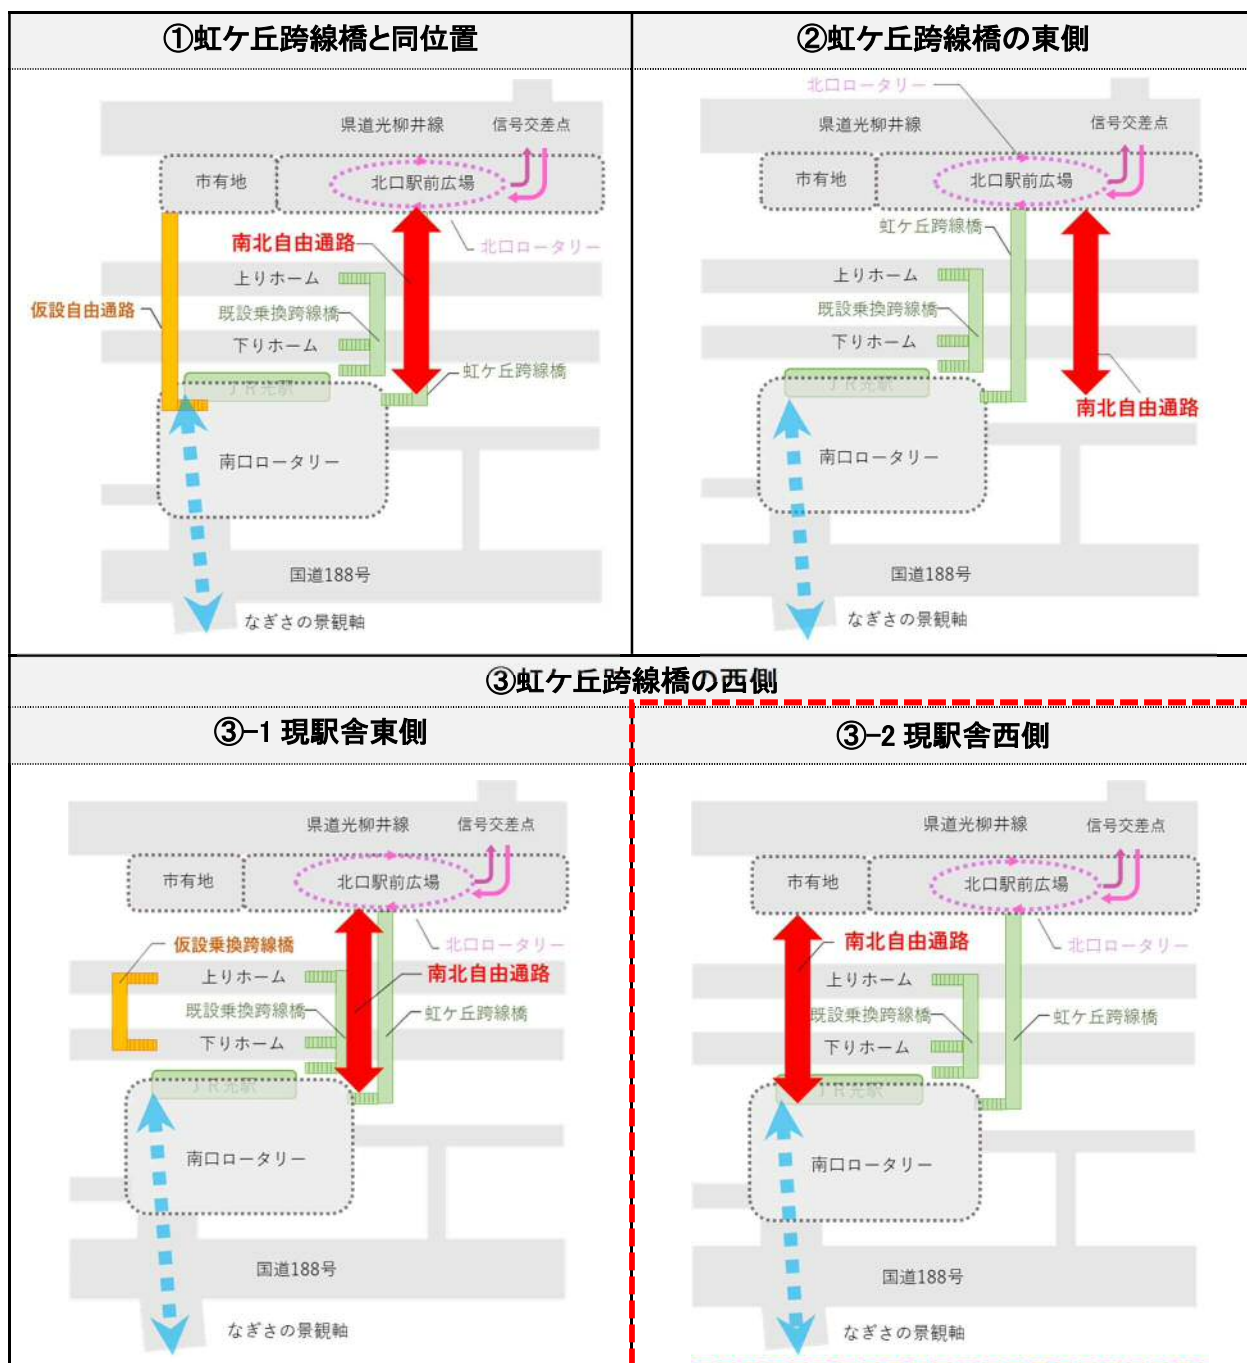 ①虹ケ丘跨線橋と同位置
県道光柳井線
信号交差点
市有地
北口駅前広場
南北自由通路
北口ロータリー
上りホーム
仮設自由通路
既設乗換跨線橋
下りホーム
虹ケ丘跨線橋
JR光駅
南口ロータリー
国道188号
なぎさの景観軸
②虹ケ丘跨線橋の東側
北口ロータリー
県道光柳井線
信号交差点
市有地
北口駅前広場
虹ケ丘跨線橋
上りホーム
既設乗換跨線橋
下りホーム
JR光駅
南北自由通路
南口ロータリー
国道188号
なぎさの景観軸
③虹ケ丘跨線橋の西側
③-1 現駅舎東側
県道光柳井線
信号交差点
市有地
北口駅前広場
仮設乗換跨線橋
北口ロータリー
上りホーム
南北自由通路
既設乗換跨線橋
虹ケ丘跨線橋
下りホーム
JR光駅
南口ロータリー
国道188号
なぎさの景観軸
③-2 現駅舎西側
県道光柳井線
信号交差点
市有地
北口駅前広場
南北自由通路
北口ロータリー
上りホーム
既設乗換跨線橋
虹ケ丘跨線橋
下りホーム
JR光駅
南口ロータリー
国道188号
なぎさの景観軸